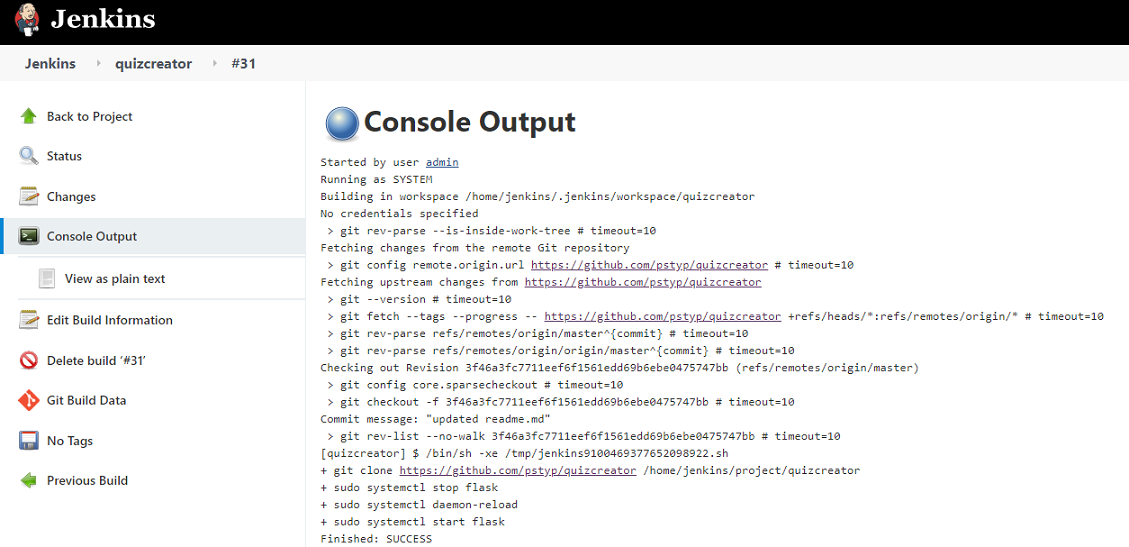 Jenkins
Jenkins quizcreator #31
Back to Project
Status
Changes
Console Output
View as plain text
Edit Build Information
Delete build ‘#31’
Git Build Data
No Tags
Previous Build
Console Output
Started by user admin
Running as SYSTEM
Building in workspace /home/jenkins/.jenkins/workspace/quizcreator
No credentials specified
> git rev-parse --is-inside-work-tree # timeout=10
Fetching changes from the remote Git repository
> git config remote.origin.url https://github.com/pstyp/quizcreator # timeout=10
Fetching upstream changes from https://github.com/pstyp/quizcreator
> git --version # timeout=10
> git fetch --tags --progress -- https://github.com/pstyp/quizcreator +refs/heads/*:refs/remotes/origin/* # timeout=10
> git rev-parse refs/remotes/origin/master^{commit} # timeout=10
> git rev-parse refs/remotes/origin/origin/master^{commit} # timeout=10
Checking out Revision 3f46a3fc7711eef6f1561edd69b6ebe0475747bb (refs/remotes/origin/master)
> git config core.sparsecheckout # timeout=10
> git checkout -f 3f46a3fc7711eef6f1561edd69b6ebe0475747bb # timeout=10
Commit message: "updated readme.md"
> git rev-list --no-walk 3f46a3fc7711eef6f1561edd69b6ebe0475747bb # timeout=10
[quizcreator] $ /bin/sh -xe /tmp/jenkins9100469377652098922.sh
+ git clone https://github.com/pstyp/quizcreator /home/jenkins/project/quizcreator
+ sudo systemctl stop flask
+ sudo systemctl daemon-reload
+ sudo systemctl start flask
Finished: SUCCESS